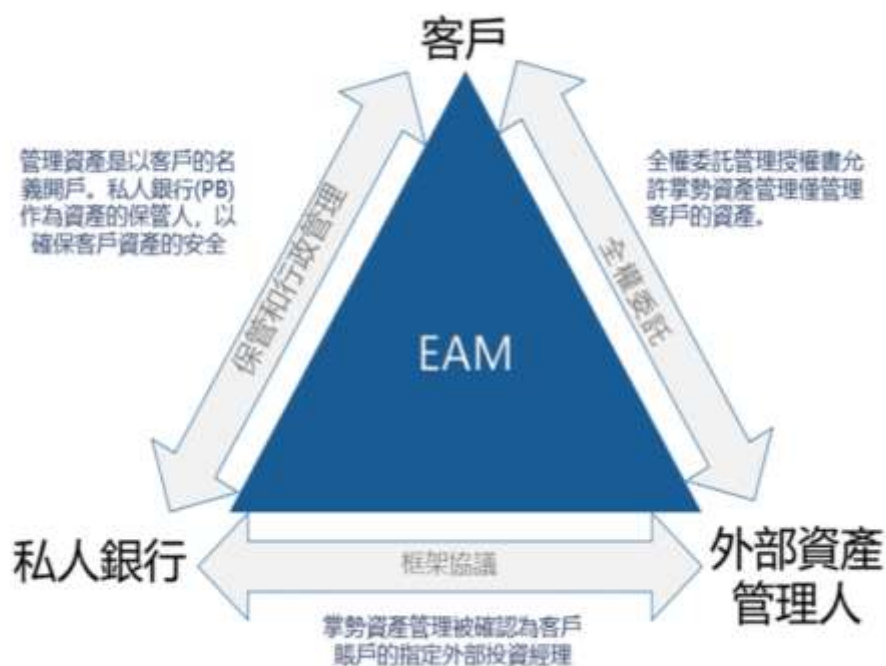 客戶
管理資產是以客戶的名
義開戶。私人銀行(PB)
作為資產的保管人，以
確保客戶資產的安全
全權委託管理授權書允
許掌勢資產管理僅管理
客戶的資產。
保管和行政管理
全權委託
EAM
私人銀行
框架協議
外部資產
管理人
掌勢資產管理被確認為客戶
賬戶的指定外部投資經理